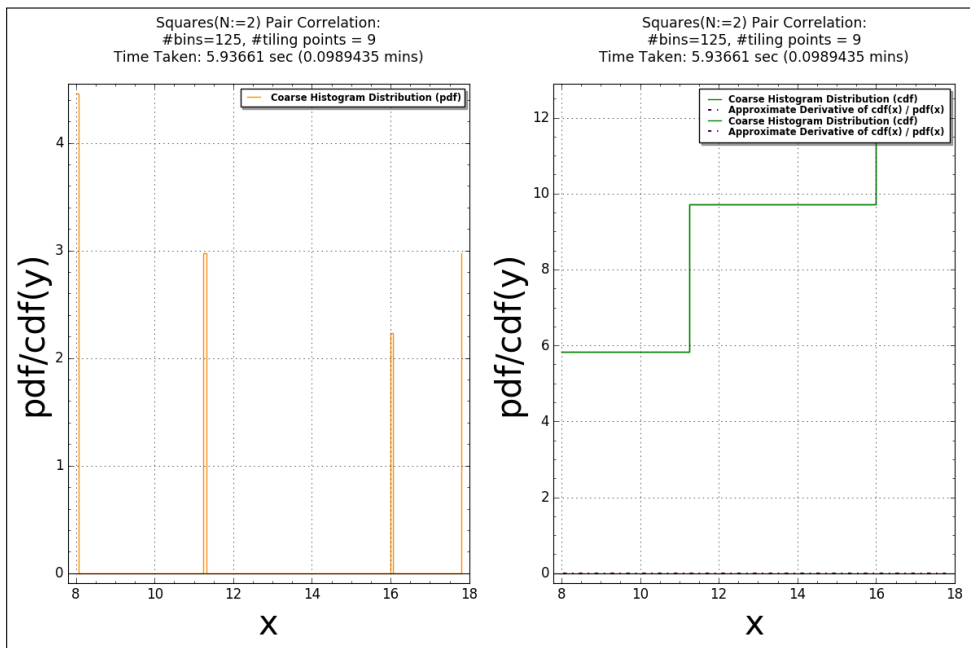 Squares(N:=2) Pair Correlation:
#bins=125, #tiling points = 9
Time Taken: 5.93661 sec (0.0989435 mins)
Coarse Histogram Distribution (pdf)
pdf/cdf(y)
4
3
2
1
0
8 10 12 14 16 18
x
Squares(N:=2) Pair Correlation:
#bins=125, #tiling points = 9
Time Taken: 5.93661 sec (0.0989435 mins)
Coarse Histogram Distribution (cdf)
Approximate Derivative of cdf(x) / pdf(x)
Coarse Histogram Distribution (cdf)
Approximate Derivative of cdf(x) / pdf(x)
pdf/cdf(y)
12
10
8
6
4
2
0
8 10 12 14 16 18
x